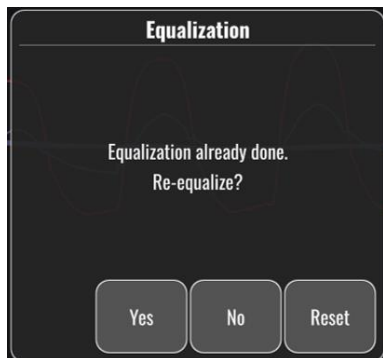 Equalization
Equalization already done.
Re-equalize?
Yes
No
Reset